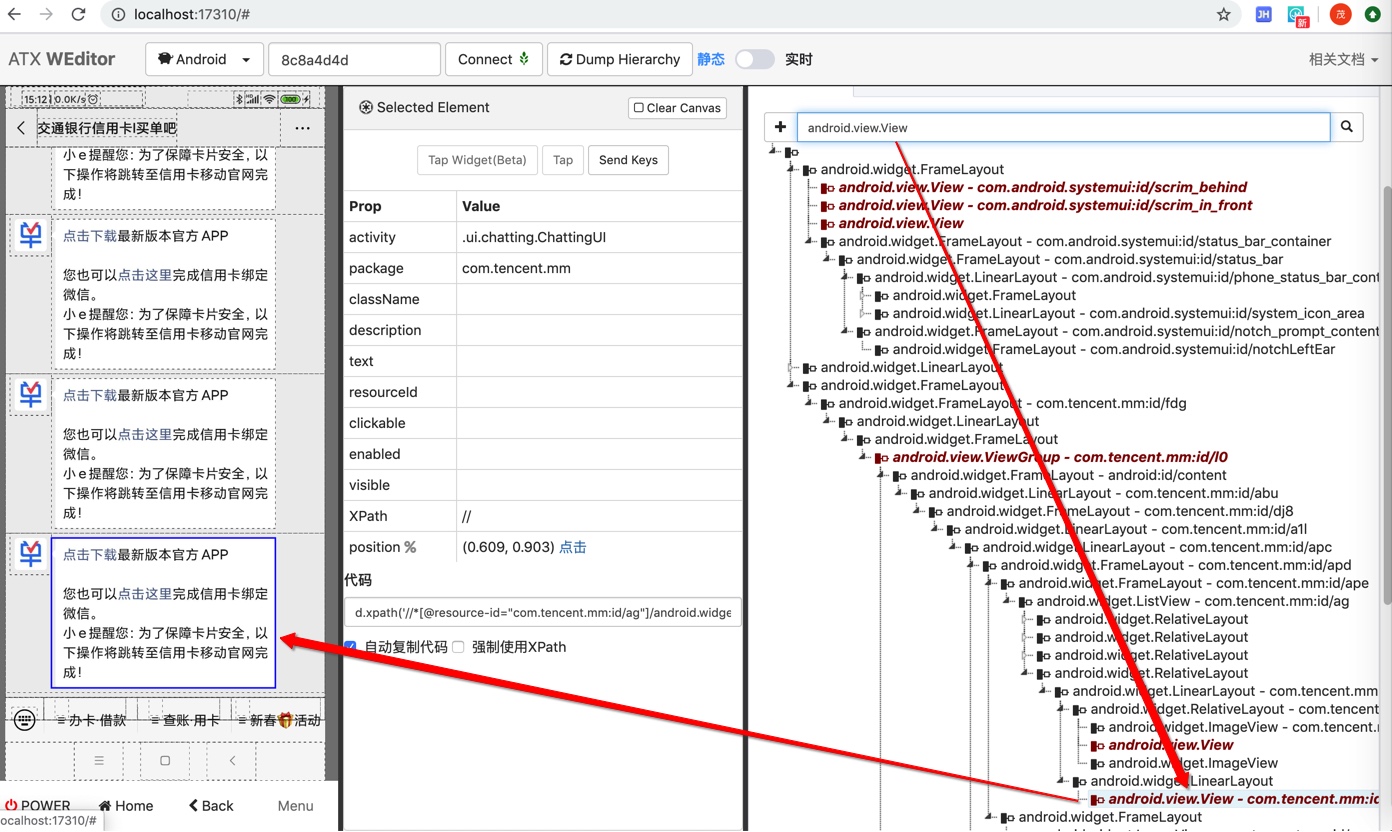 localhost:17310/#
JH
新
茂
ATX WEditor
Android
8c8a4d4d
Connect
Dump Hierarchy
静态
实时
相关文档
15:12 0.0K/s
交通银行信用卡|买单吧
小e提醒您: 为了保障卡片安全, 以
下操作将跳转至信用卡移动官网完
成!
点击下载最新版本官方 APP
您也可以点击这里完成信用卡绑定
微信。
小e提醒您: 为了保障卡片安全, 以
下操作将跳转至信用卡移动官网完
成!
点击下载最新版本官方 APP
您也可以点击这里完成信用卡绑定
微信。
小e提醒您: 为了保障卡片安全, 以
下操作将跳转至信用卡移动官网完
成!
点击下载最新版本官方 APP
您也可以点击这里完成信用卡绑定
微信。
小e提醒您: 为了保障卡片安全, 以
下操作将跳转至信用卡移动官网完
成!
办卡·借款
查账·用卡
新春🎁活动
POWER
Home
Back
Menu
ocalhost:17310/#
Selected Element
Clear Canvas
Tap Widget(Beta)
Tap
Send Keys
Prop Value
activity .ui.chatting.ChattingUI
package com.tencent.mm
className
description
text
resourceId
clickable
enabled
visible
XPath //
position % (0.609, 0.903) 点击
代码
d.xpath('//*[@resource-id="com.tencent.mm:id/ag"]/android.widge
自动复制代码 强制使用XPath
android.view.View
android.widget.FrameLayout
android.view.View - com.android.systemui:id/scrim_behind
android.view.View - com.android.systemui:id/scrim_in_front
android.view.View
android.widget.FrameLayout - com.android.systemui:id/status_bar_container
android.widget.FrameLayout - com.android.systemui:id/status_bar
android.widget.LinearLayout - com.android.systemui:id/phone_status_bar_cont
android.widget.FrameLayout
android.widget.LinearLayout - com.android.systemui:id/system_icon_area
android.widget.FrameLayout - com.android.systemui:id/notch_prompt_content
android.widget.FrameLayout - com.android.systemui:id/notchLeftEar
android.widget.LinearLayout
android.widget.FrameLayout
android.widget.FrameLayout - com.tencent.mm:id/fdg
android.widget.LinearLayout
android.widget.FrameLayout
android.view.ViewGroup - com.tencent.mm:id/l0
android.widget.FrameLayout - android:id/content
android.widget.LinearLayout - com.tencent.mm:id/abu
android.widget.FrameLayout - com.tencent.mm:id/dj8
android.widget.LinearLayout - com.tencent.mm:id/a1l
android.widget.LinearLayout - com.tencent.mm:id/apc
android.widget.FrameLayout - com.tencent.mm:id/apd
android.widget.FrameLayout - com.tencent.mm:id/ape
android.widget.ListView - com.tencent.mm:id/ag
android.widget.RelativeLayout
android.widget.RelativeLayout
android.widget.RelativeLayout
android.widget.RelativeLayout
android.widget.LinearLayout - com.tencent.mm
android.widget.RelativeLayout - com.tencent
android.widget.ImageView - com.tencent.
android.view.View
android.widget.ImageView
android.widget.LinearLayout
android.view.View - com.tencent.mm:id
android.widget.FrameLayout